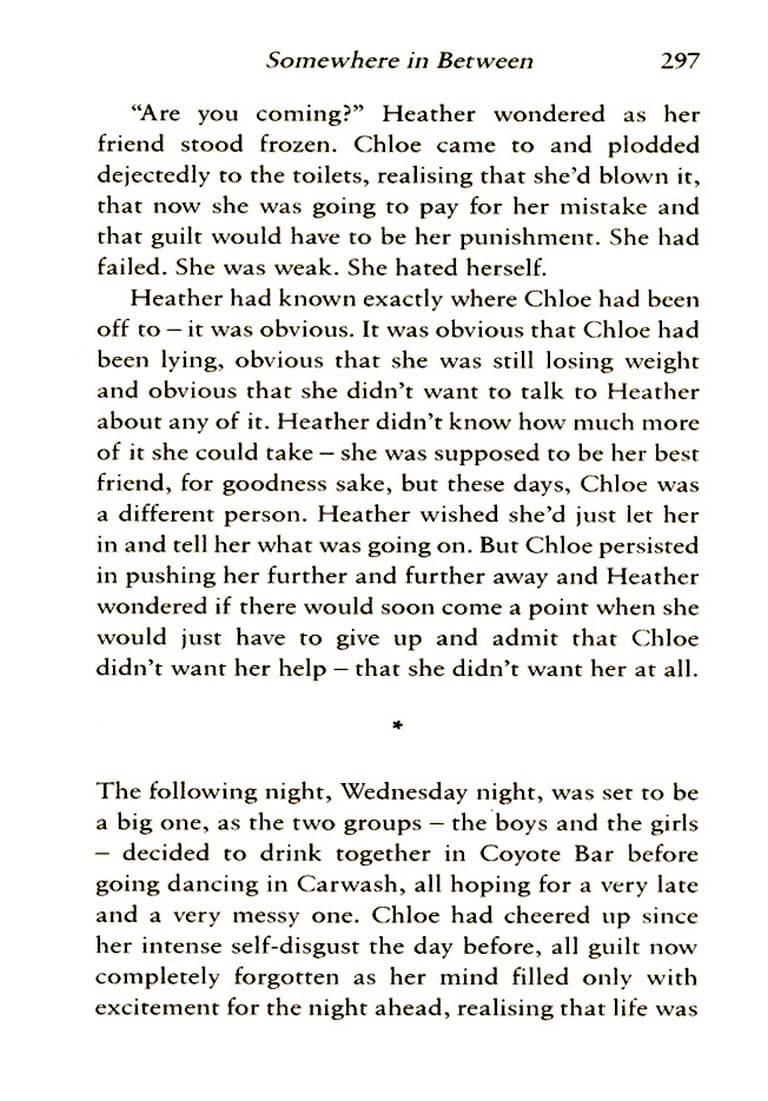 Somewhere in Between 297
“Are you coming?” Heather wondered as her
friend stood frozen. Chloe came to and plodded
dejectedly to the toilets, realising that she’d blown it,
that now she was going to pay for her mistake and
that guilt would have to be her punishment. She had
failed. She was weak. She hated herself.
Heather had known exactly where Chloe had been
off to – it was obvious. It was obvious that Chloe had
been lying, obvious that she was still losing weight
and obvious that she didn’t want to talk to Heather
about any of it. Heather didn’t know how much more
of it she could take – she was supposed to be her best
friend, for goodness sake, but these days, Chloe was
a different person. Heather wished she’d just let her
in and tell her what was going on. But Chloe persisted
in pushing her further and further away and Heather
wondered if there would soon come a point when she
would just have to give up and admit that Chloe
didn’t want her help – that she didn’t want her at all.
*
The following night, Wednesday night, was set to be
a big one, as the two groups – the boys and the girls
– decided to drink together in Coyote Bar before
going dancing in Carwash, all hoping for a very late
and a very messy one. Chloe had cheered up since
her intense self-disgust the day before, all guilt now
completely forgotten as her mind filled only with
excitement for the night ahead, realising that life was